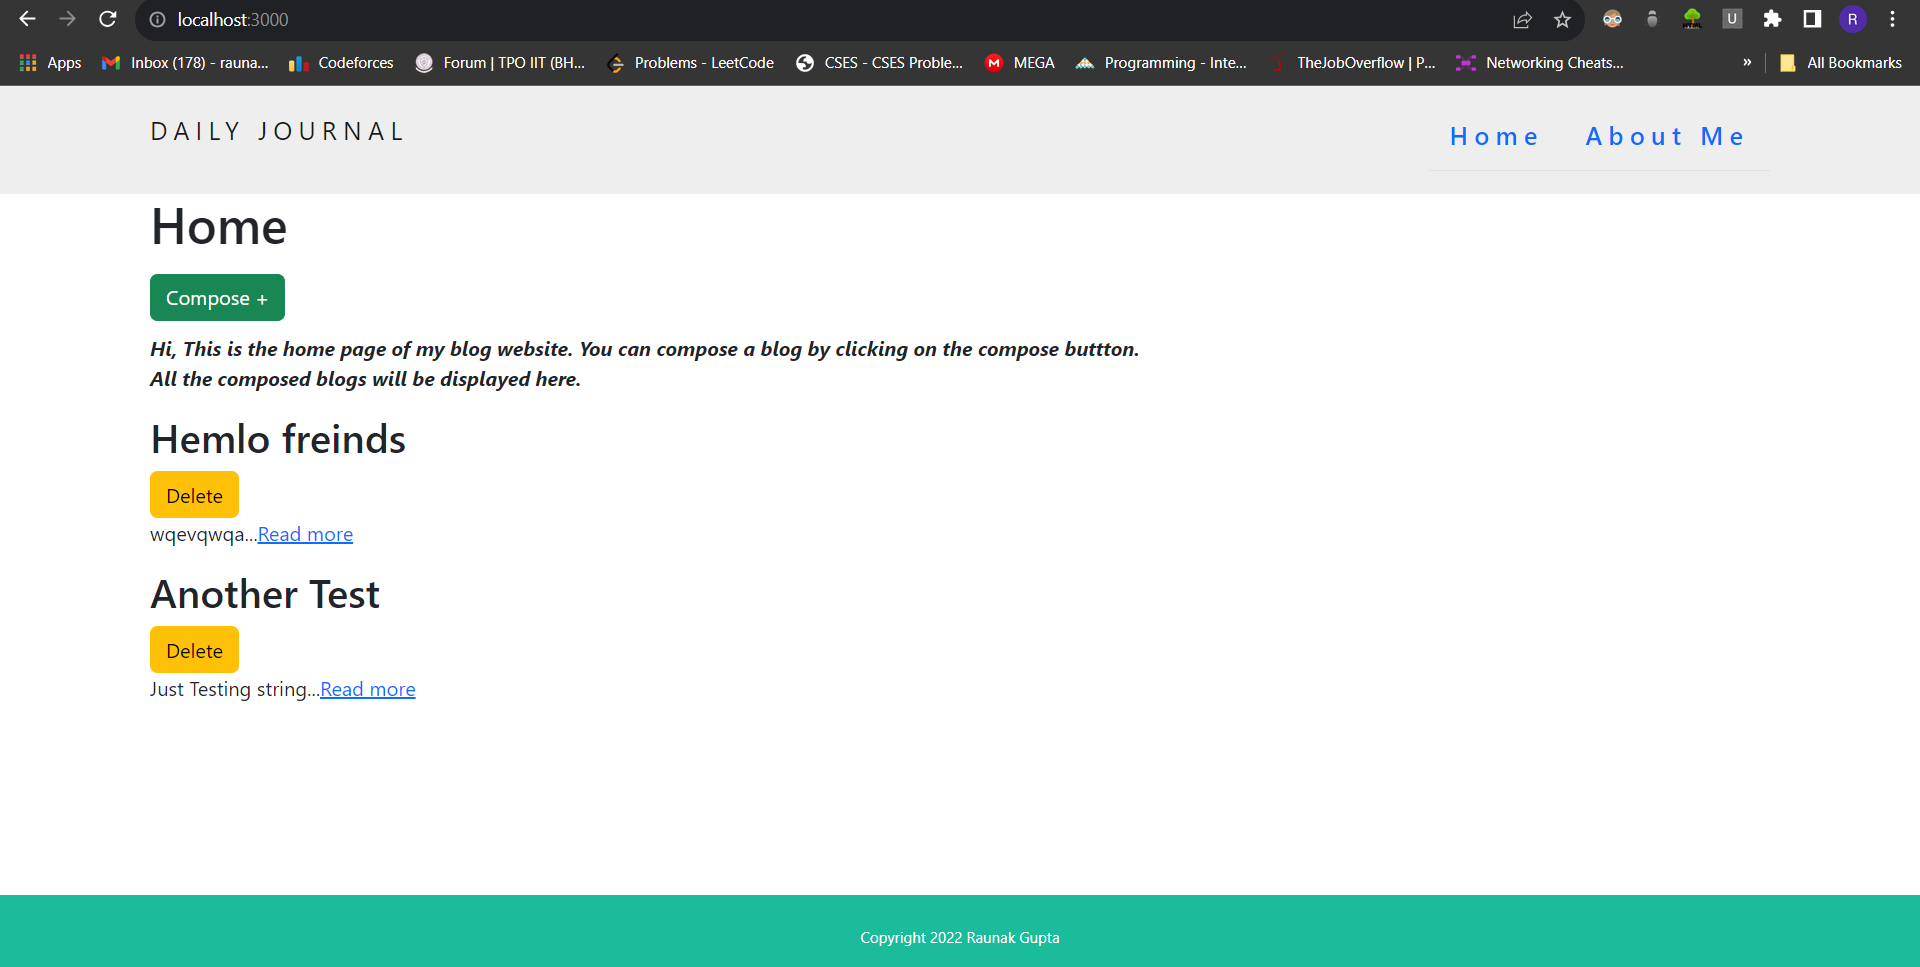 localhost:3000
U
R
Apps
Inbox (178) - rauna...
Codeforces
Forum | TPO IIT (BH...
Problems - LeetCode
CSES - CSES Proble...
M
MEGA
Programming - Inte...
TheJobOverflow | P...
Networking Cheats...
»
All Bookmarks
DAILY JOURNAL
Home
About Me
Home
Compose +
Hi, This is the home page of my blog website. You can compose a blog by clicking on the compose buttton.
All the composed blogs will be displayed here.
Hemlo freinds
Delete
wqevqwqa...Read more
Another Test
Delete
Just Testing string...Read more
Copyright 2022 Raunak Gupta